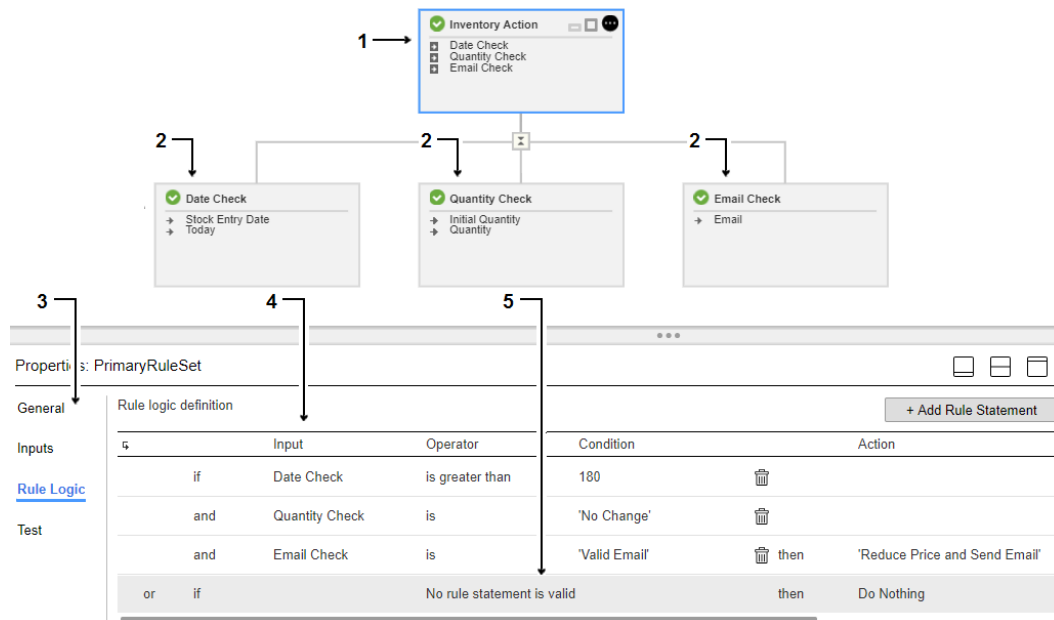 Inventory Action
1
Date Check
Quantity Check
Email Check
2
2
2
Date Check
Stock Entry Date
Today
Quantity Check
Initial Quantity
Quantity
Email Check
Email
3
4
5
Properties: PrimaryRuleSet
General
Rule logic definition
+ Add Rule Statement
Inputs
Input Operator Condition Action
if Date Check is greater than 180
Rule Logic
and Quantity Check is 'No Change'
Test
and Email Check is 'Valid Email' then 'Reduce Price and Send Email'
or if No rule statement is valid then Do Nothing